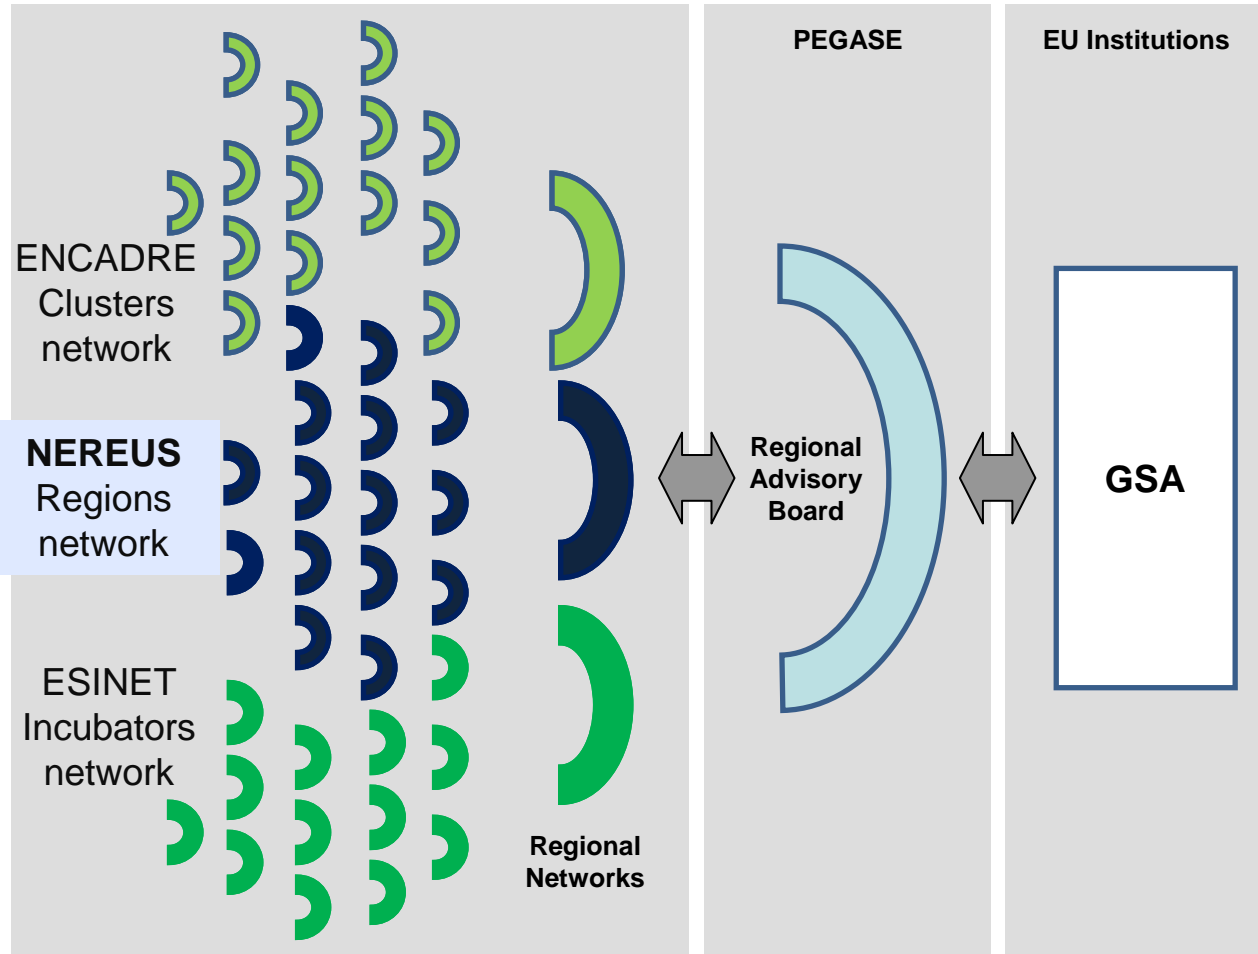 PEGASE
EU Institutions
ENCADRE
Clusters
network
NEREUS
Regions
network
ESINET
Incubators
network
Regional
Networks
Regional
Advisory
Board
GSA